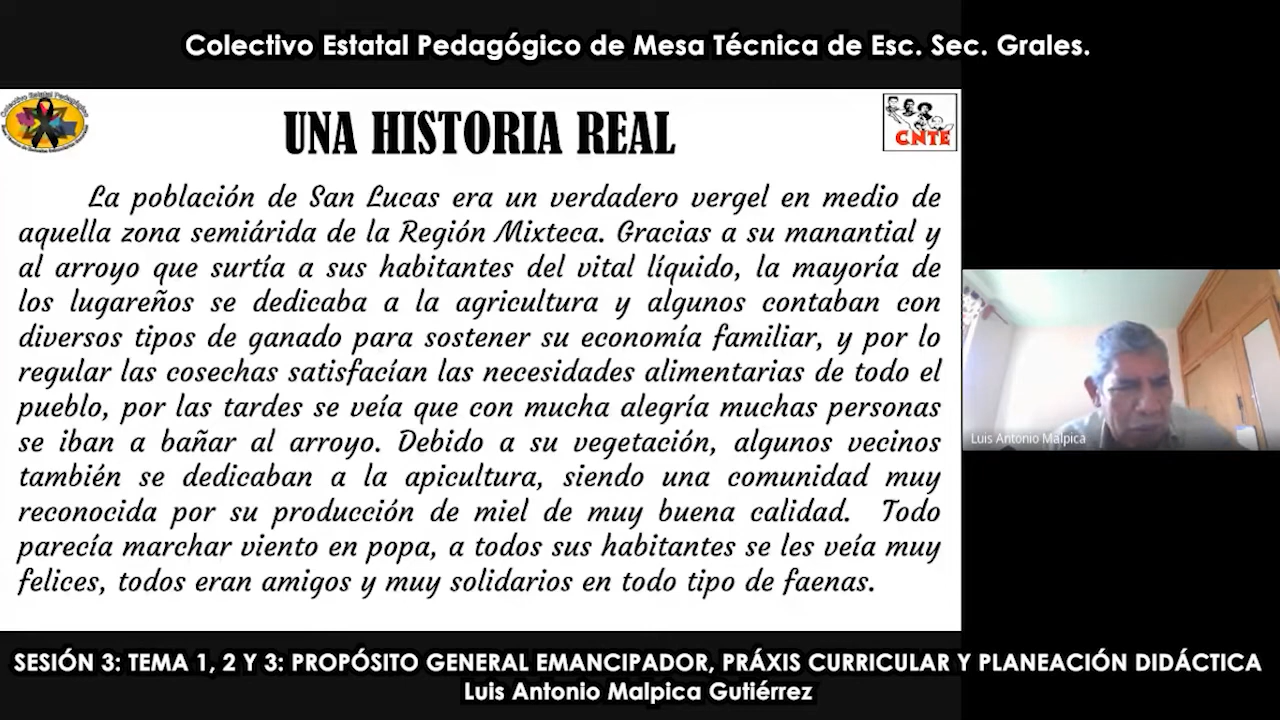 Colectivo Estatal Pedagógico de Mesa Técnica de Esc. Sec. Grales.
UNA HISTORIA REAL
CNTE
La población de San Lucas era un verdadero vergel en medio de
aquella zona semiárida de la Región Mixteca. Gracias a su manantial y
al arroyo que surtía a sus habitantes del vital líquido, la mayoría de
los lugareños se dedicaba a la agricultura y algunos contaban con
diversos tipos de ganado para sostener su economía familiar, y por lo
regular las cosechas satisfacían las necesidades alimentarias de todo el
pueblo, por las tardes se veía que con mucha alegría muchas personas
se iban a bañar al arroyo. Debido a su vegetación, algunos vecinos
también se dedicaban a la apicultura, siendo una comunidad muy
reconocida por su producción de miel de muy buena calidad. Todo
parecía marchar viento en popa, a todos sus habitantes se les veía muy
felices, todos eran amigos y muy solidarios en todo tipo de faenas.
Luis Antonio Malpica
SESIÓN 3: TEMA 1, 2 Y 3: PROPÓSITO GENERAL EMANCIPADOR, PRÁXIS CURRICULAR Y PLANEACIÓN DIDÁCTICA
Luis Antonio Malpica Gutiérrez